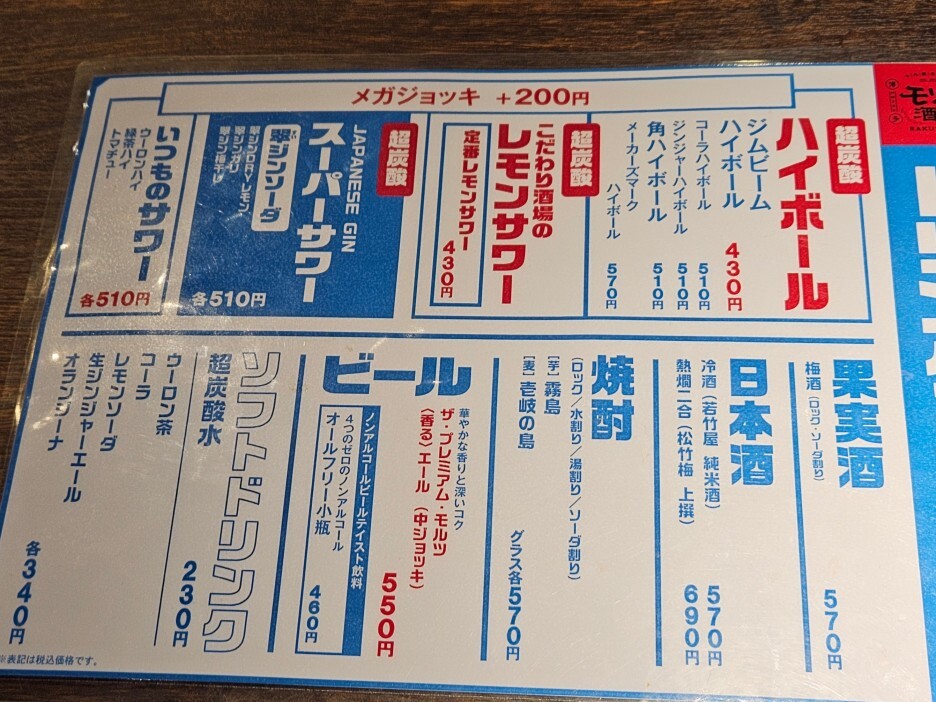 メガジョッキ +200円
超炭酸
ハイボール
ジムビーム
ハイボール 430円
コーラハイボール 510円
ジンジャーハイボール 510円
角ハイボール 510円
メーカーズマーク
ハイボール 570円
超炭酸
こだわり酒場の
レモンサワー
定番レモンサワー 430円
超炭酸
JAPANESE GIN
スーパーサワー
翠ジンソーダ
翠ジンDRYレモン
翠ジンガリ
翠ジン梅干し
各510円
いつものサワー
ウーロンハイ
緑茶ハイ
トマチュー
各510円
果実酒
梅酒(ロック・ソーダ割り) 570円
日本酒
冷酒(若竹屋 純米酒) 570円
熱燗二合(松竹梅 上撰) 690円
焼酎
(ロック/水割り/湯割り/ソーダ割り)
[芋]霧島
[麦]壱岐の島
グラス各570円
ビール
華やかな香りと深いコク
ザ・プレミアム・モルツ
〈香る〉エール(中ジョッキ) 550円
ノンアルコールビールテイスト飲料
4つのゼロのノンアルコール
オールフリー小瓶 460円
ソフトドリンク
超炭酸水 230円
ウーロン茶
コーラ
レモンソーダ
生ジンジャーエール
オランジーナ
各340円
※表記は税込価格です。